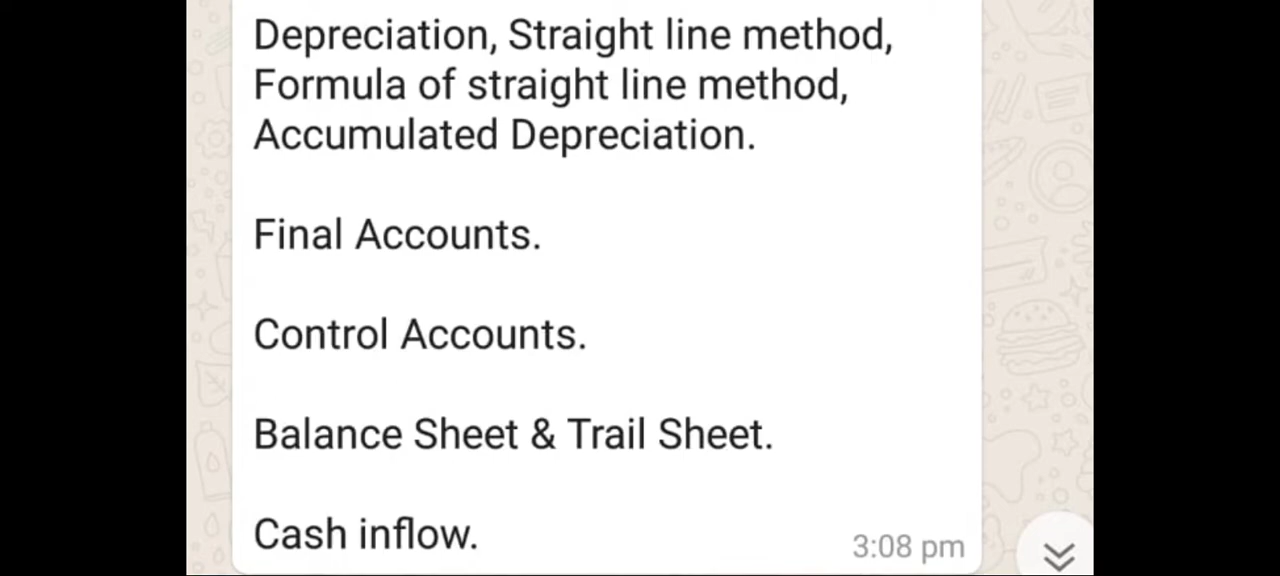 Depreciation, Straight line method,
Formula of straight line method,
Accumulated Depreciation.
Final Accounts.
Control Accounts.
Balance Sheet & Trail Sheet.
Cash inflow.
3:08 pm